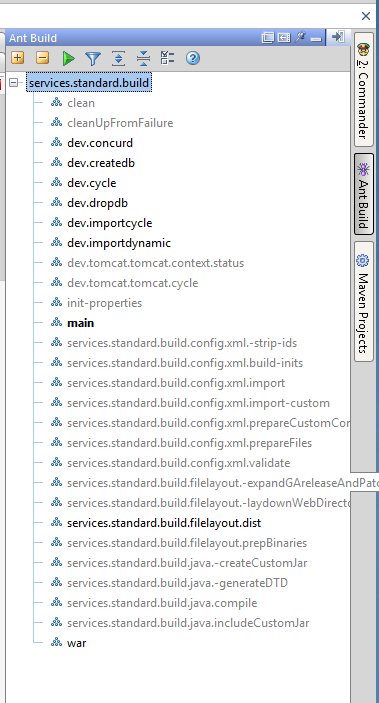 Ant Build
services.standard.build
clean
cleanUpFromFailure
dev.concurd
dev.createdb
dev.cycle
dev.dropdb
dev.importcycle
dev.importdynamic
dev.tomcat.tomcat.context.status
dev.tomcat.tomcat.cycle
init-properties
main
services.standard.build.config.xml.-strip-ids
services.standard.build.config.xml.build-inits
services.standard.build.config.xml.import
services.standard.build.config.xml.import-custom
services.standard.build.config.xml.prepareCustomCon
services.standard.build.config.xml.prepareFiles
services.standard.build.config.xml.validate
services.standard.build.filelayout.-expandGAreleaseAndPatc
services.standard.build.filelayout.-laydownWebDirecto
services.standard.build.filelayout.dist
services.standard.build.filelayout.prepBinaries
services.standard.build.java.-createCustomJar
services.standard.build.java.-generateDTD
services.standard.build.java.compile
services.standard.build.java.includeCustomJar
war
2: Commander
Ant Build
Maven Projects